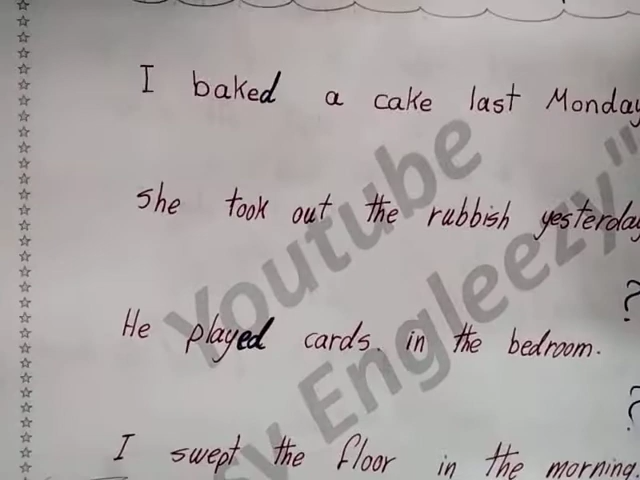 I baked a cake last Monday
she took out the rubbish yesterday
?
He played cards. in the bedroom.
?
I swept the floor in the morning.
Youtube
sy Engleezy"